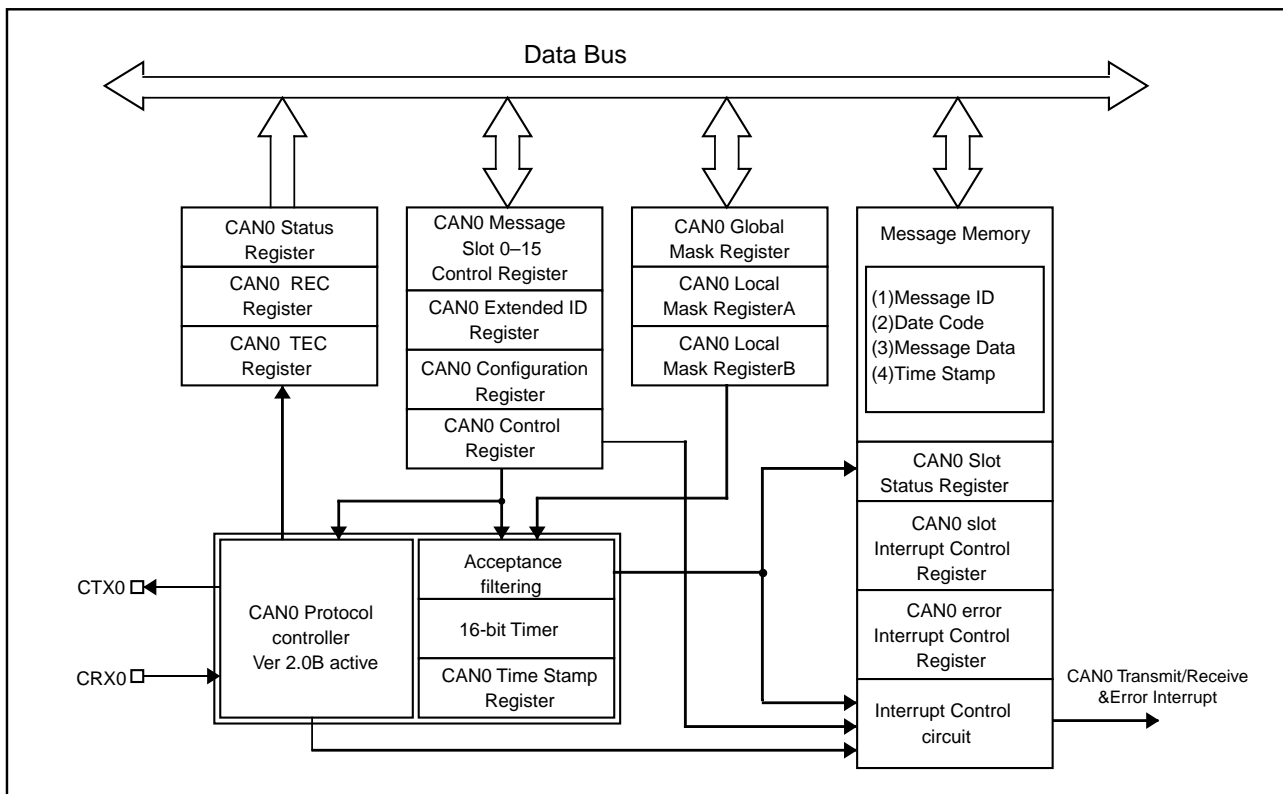 Data Bus
CAN0 Status
Register
CAN0 REC
Register
CAN0 TEC
Register
CAN0 Message
Slot 0–15
Control Register
CAN0 Extended ID
Register
CAN0 Configuration
Register
CAN0 Control
Register
CAN0 Global
Mask Register
CAN0 Local
Mask RegisterA
CAN0 Local
Mask RegisterB
Message Memory
(1)Message ID
(2)Date Code
(3)Message Data
(4)Time Stamp
CAN0 Slot
Status Register
CAN0 slot
Interrupt Control
Register
CAN0 error
Interrupt Control
Register
Interrupt Control
circuit
CAN0 Transmit/Receive
&Error Interrupt
CTX0
CRX0
CAN0 Protocol
controller
Ver 2.0B active
Acceptance
filtering
16-bit Timer
CAN0 Time Stamp
Register